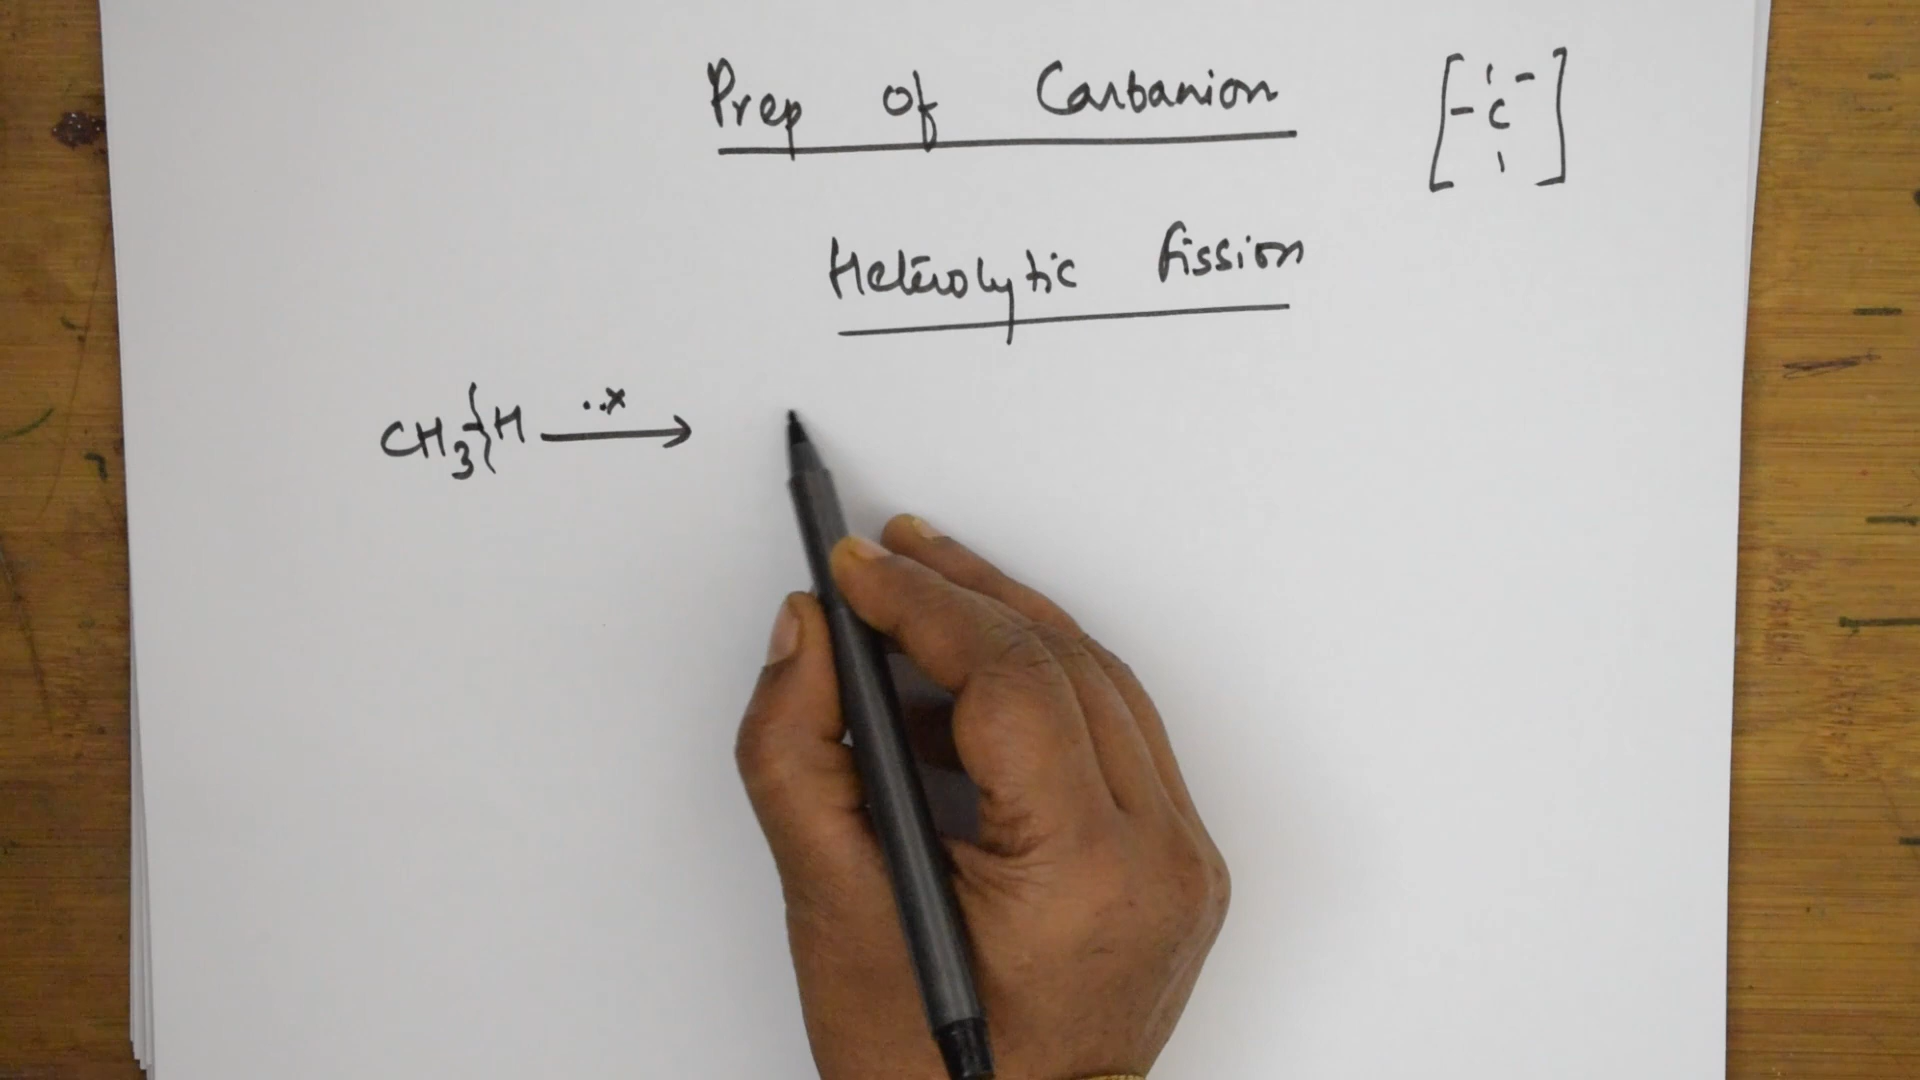 Prep of Carbanion [-C-]
Heterolytic fission
CH3-H ..x →